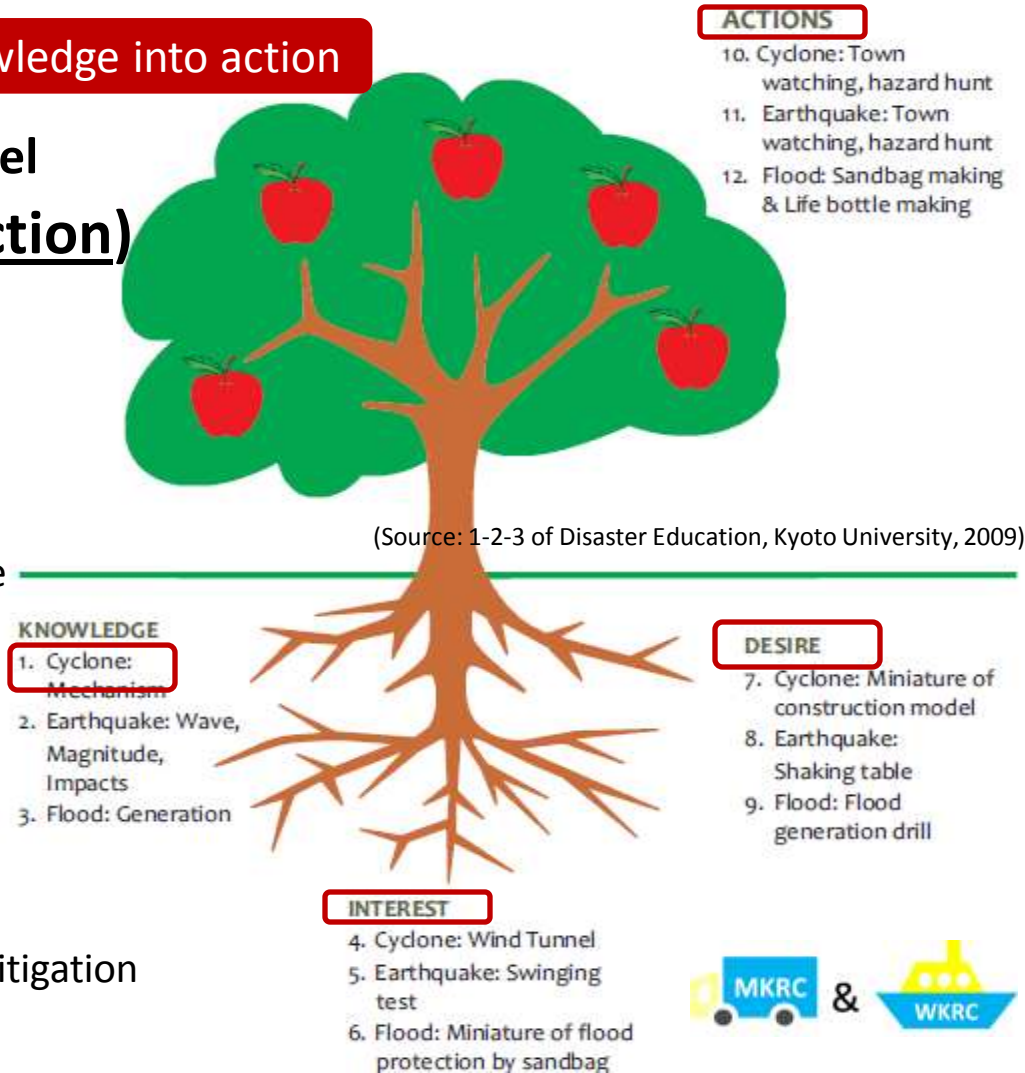 wledge into action
el
ction)
ACTIONS
10. Cyclone: Town
watching, hazard hunt
11. Earthquake: Town
watching, hazard hunt
12. Flood: Sandbag making
& Life bottle making
(Source: 1-2-3 of Disaster Education, Kyoto University, 2009)
e
KNOWLEDGE
1. Cyclone:
Mechanism
2. Earthquake: Wave,
Magnitude,
Impacts
3. Flood: Generation
DESIRE
7. Cyclone: Miniature of
construction model
8. Earthquake:
Shaking table
9. Flood: Flood
generation drill
INTEREST
4. Cyclone: Wind Tunnel
5. Earthquake: Swinging
test
6. Flood: Miniature of flood
protection by sandbag
itigation
MKRC & WKRC